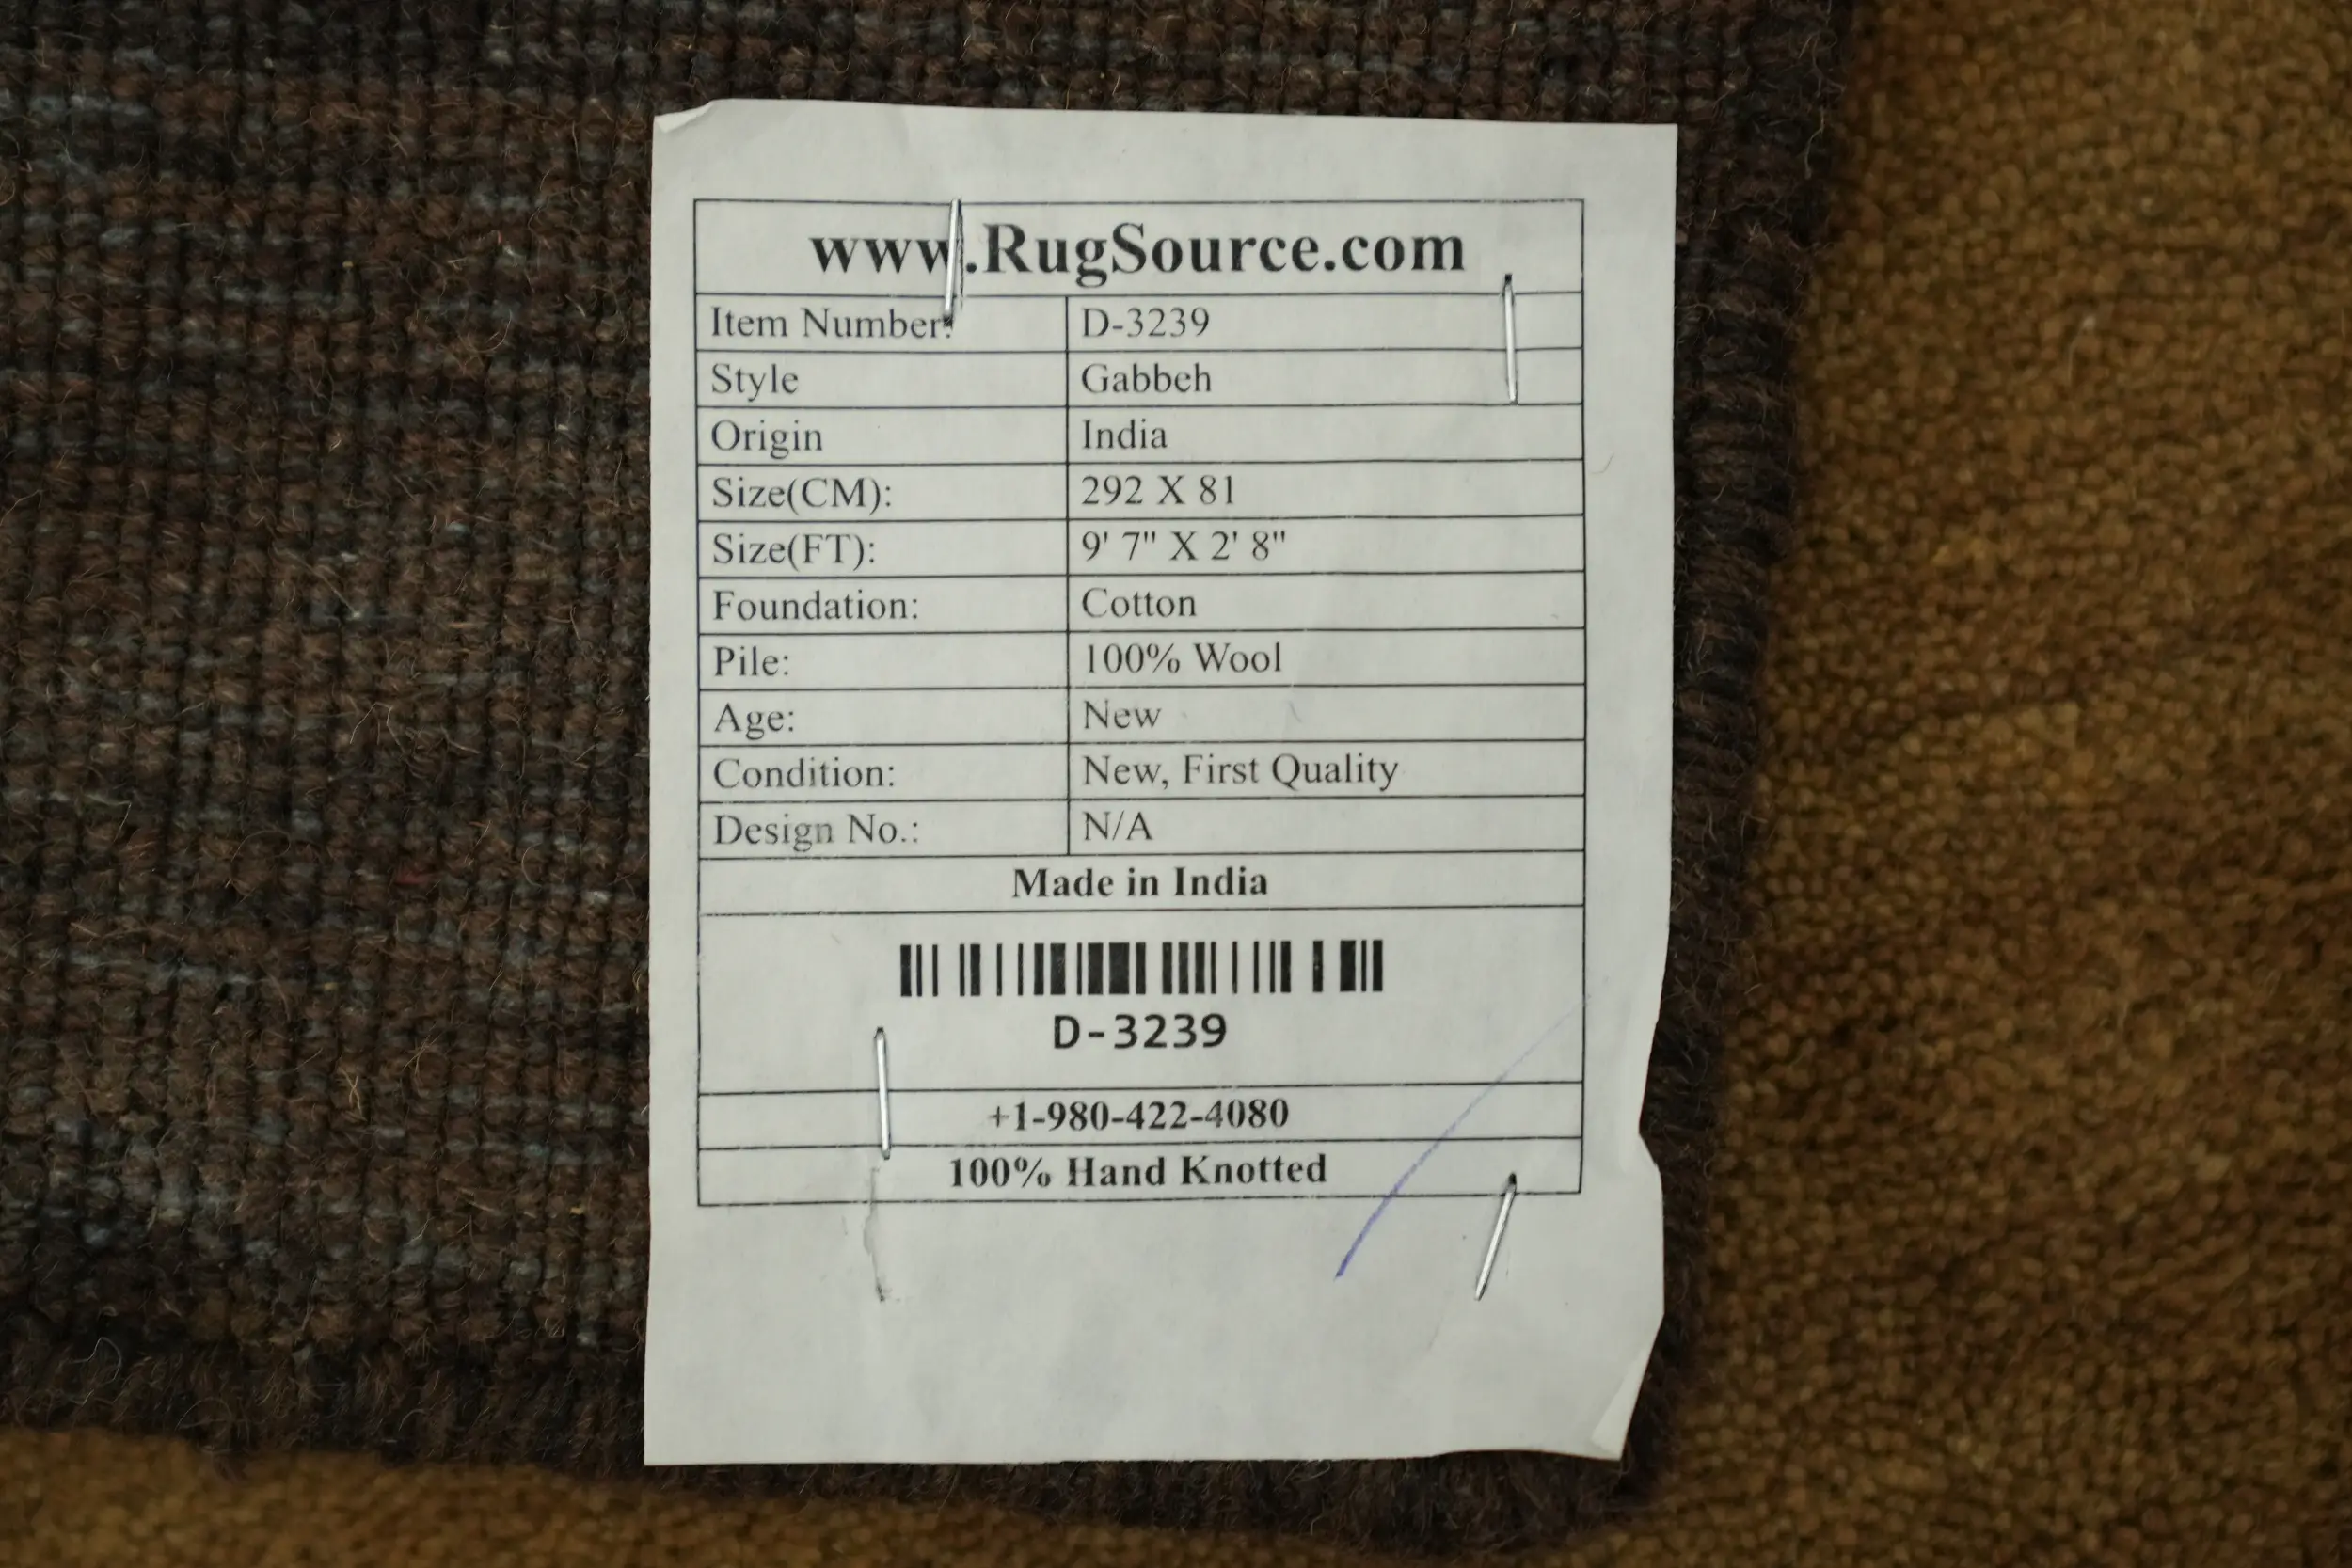 www.RugSource.com
Item Number: D-3239
Style Gabbeh
Origin India
Size(CM): 292 X 81
Size(FT): 9' 7" X 2' 8"
Foundation: Cotton
Pile: 100% Wool
Age: New
Condition: New, First Quality
Design No.: N/A
Made in India
D-3239
+1-980-422-4080
100% Hand Knotted